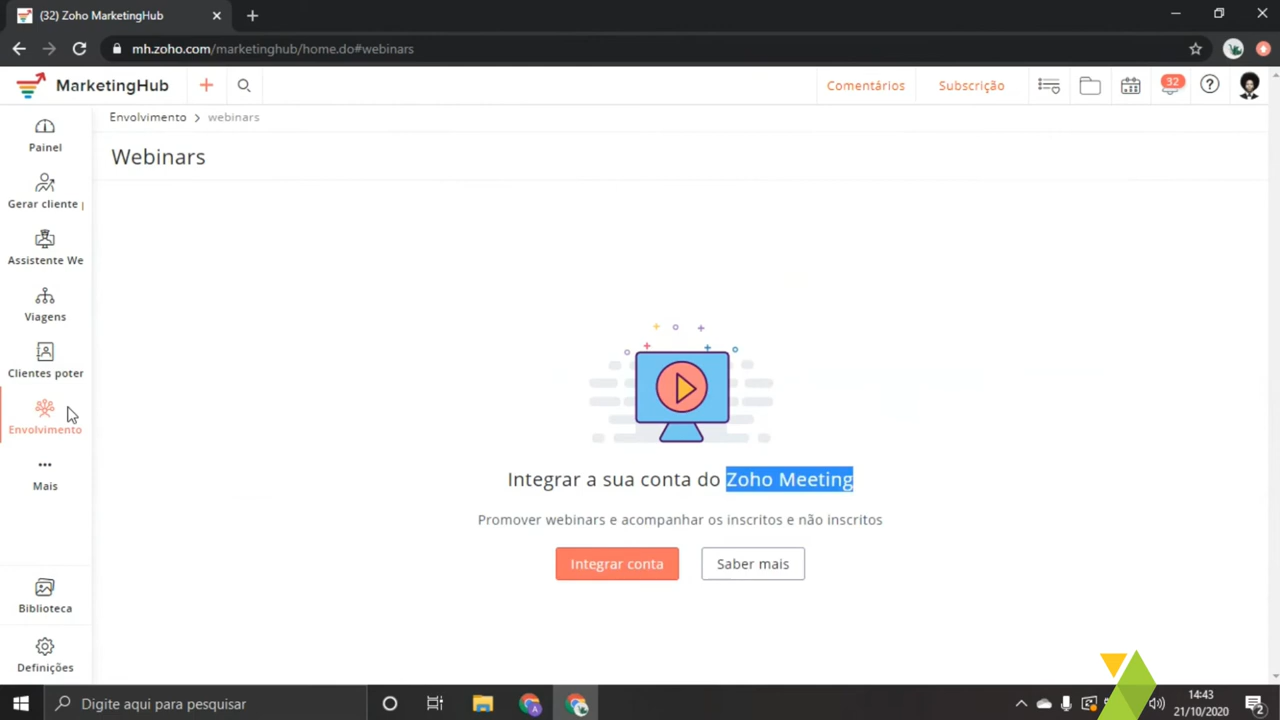 (32) Zoho MarketingHub
mh.zoho.com/marketinghub/home.do#webinars
MarketingHub
Comentários
Subscrição
32
Envolvimento > webinars
Webinars
Painel
Gerar cliente
Assistente We
Viagens
Clientes poter
Envolvimento
Mais
Biblioteca
Definições
Integrar a sua conta do Zoho Meeting
Promover webinars e acompanhar os inscritos e não inscritos
Integrar conta
Saber mais
Digite aqui para pesquisar
14:43
21/10/2020
2